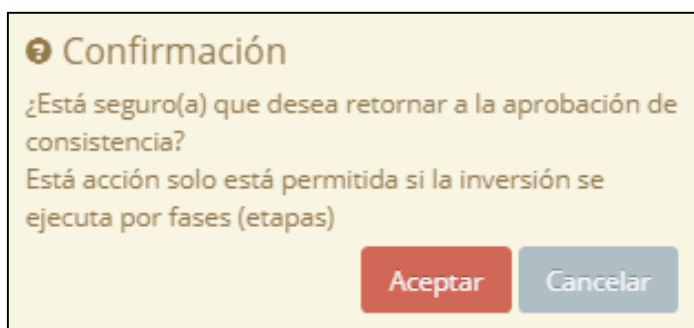 Confirmación
¿Está seguro(a) que desea retornar a la aprobación de
consistencia?
Está acción solo está permitida si la inversión se
ejecuta por fases (etapas)
Aceptar Cancelar